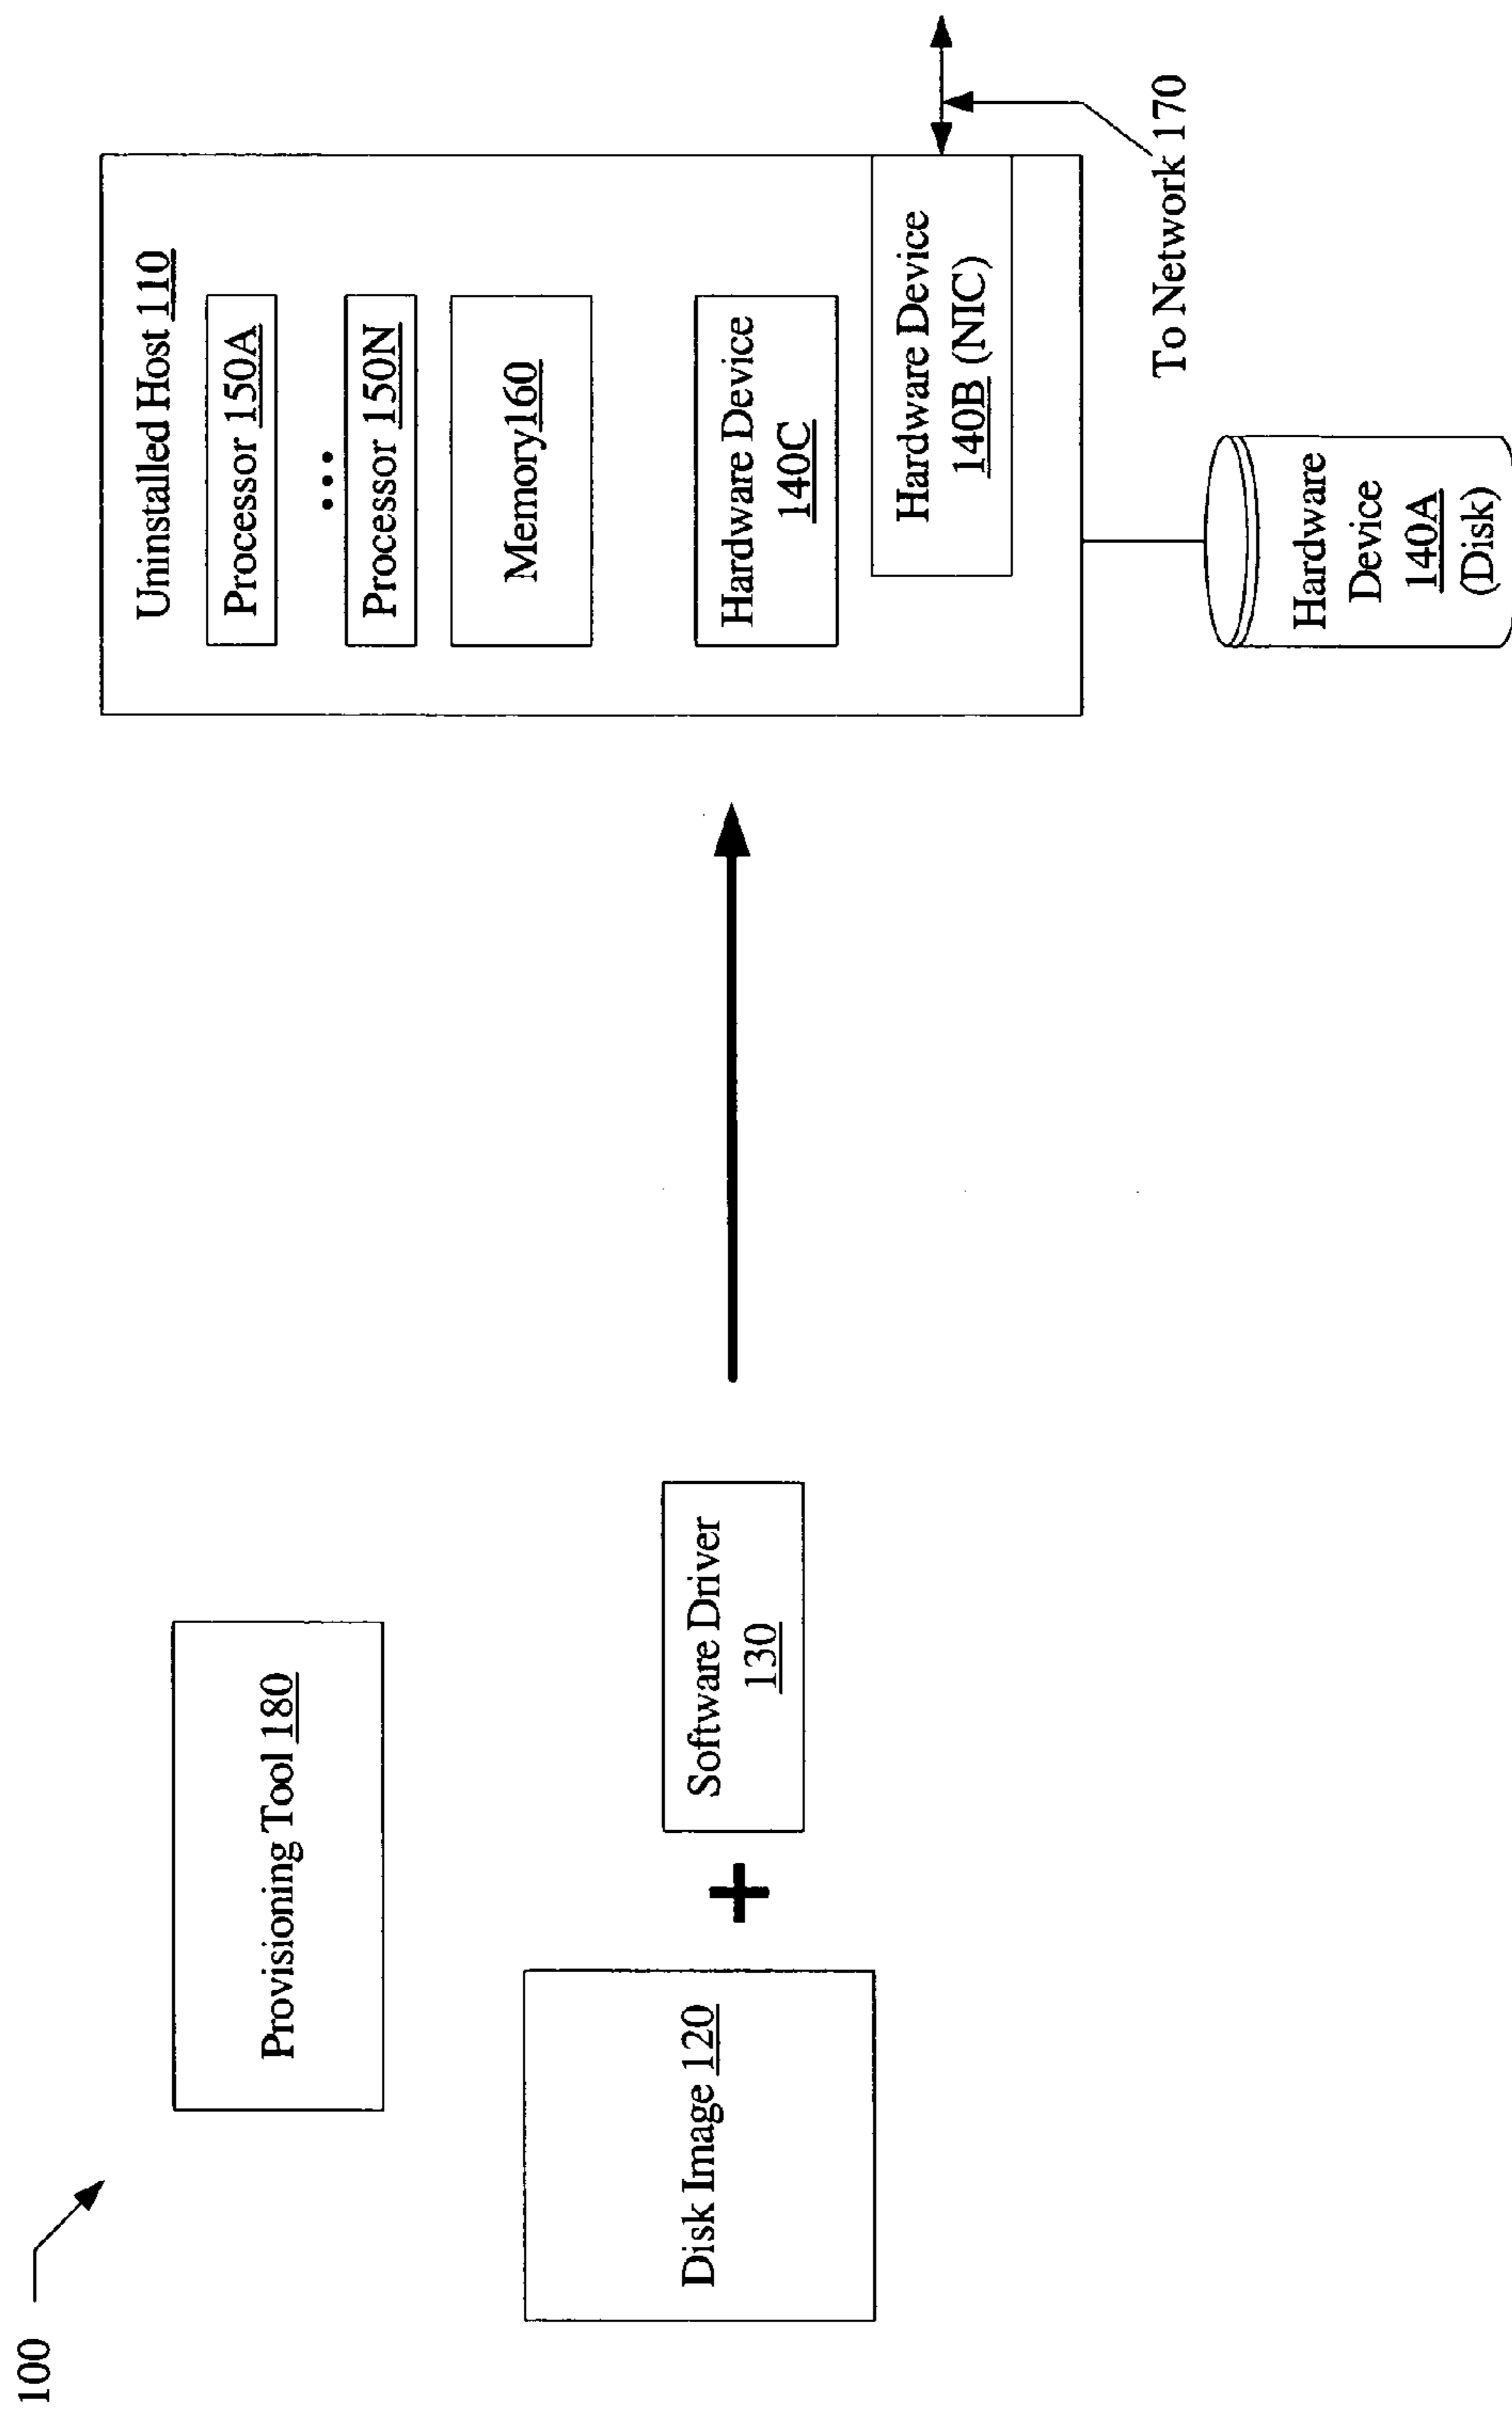 100
Provisioning Tool 180
Disk Image 120
+
Software Driver
130
Uninstalled Host 110
Processor 150A
•••
Processor 150N
Memory160
Hardware Device
140C
Hardware Device
140B (NIC)
To Network 170
Hardware
Device
140A
(Disk)